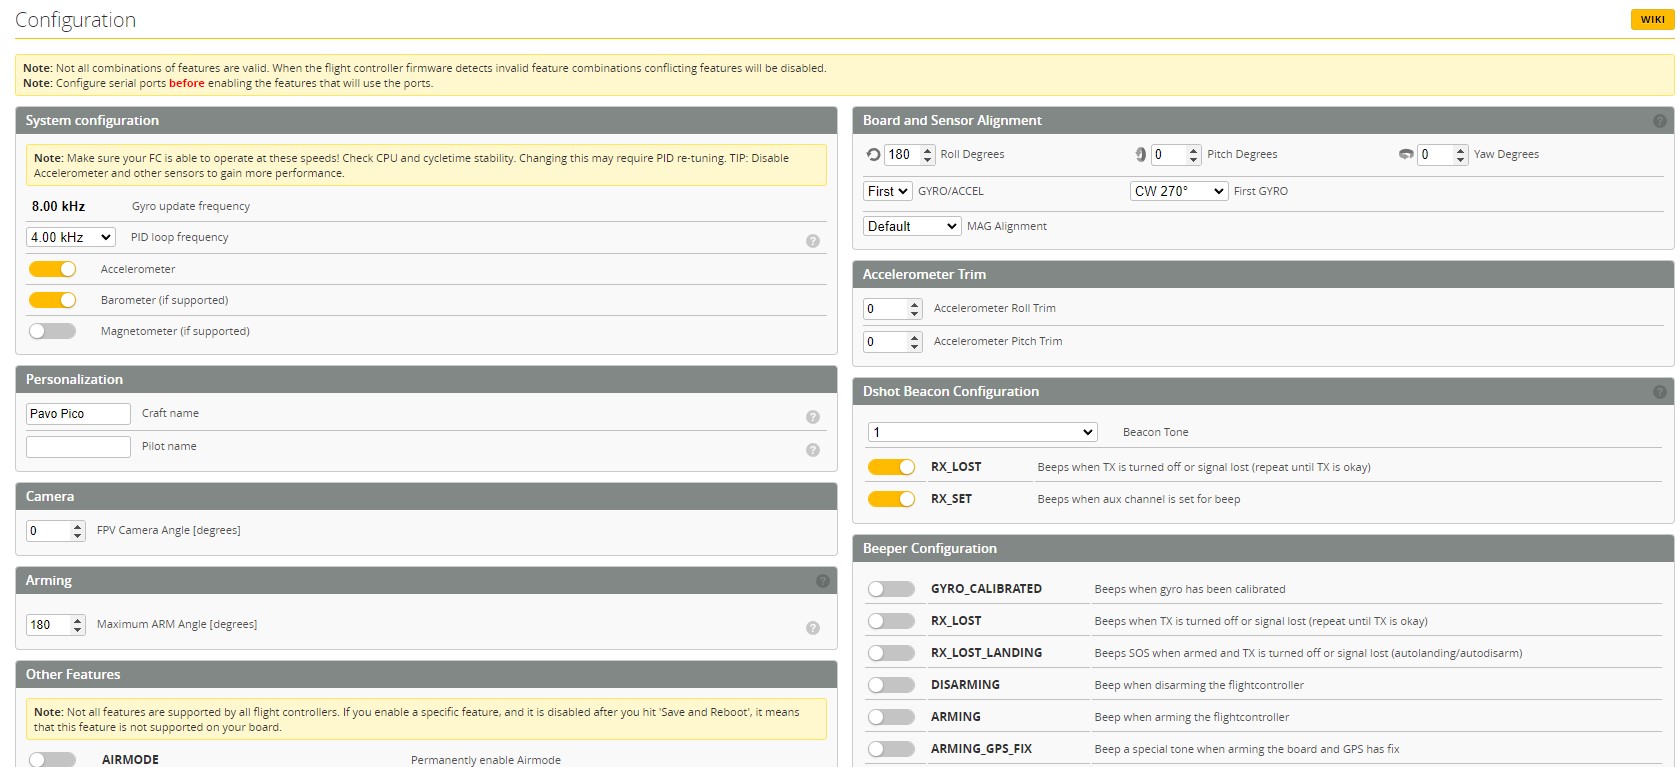 Configuration
WIKI
Note: Not all combinations of features are valid. When the flight controller firmware detects invalid feature combinations conflicting features will be disabled.
Note: Configure serial ports before enabling the features that will use the ports.
System configuration
Note: Make sure your FC is able to operate at these speeds! Check CPU and cycletime stability. Changing this may require PID re-tuning. TIP: Disable
Accelerometer and other sensors to gain more performance.
8.00 kHz Gyro update frequency
4.00 kHz PID loop frequency ?
Accelerometer
Barometer (if supported)
Magnetometer (if supported)
Personalization
Pavo Pico Craft name ?
Pilot name ?
Camera
0 FPV Camera Angle [degrees]
Arming ?
180 Maximum ARM Angle [degrees] ?
Other Features
Note: Not all features are supported by all flight controllers. If you enable a specific feature, and it is disabled after you hit 'Save and Reboot', it means
that this feature is not supported on your board.
AIRMODE Permanently enable Airmode
Board and Sensor Alignment ?
180 Roll Degrees 0 Pitch Degrees 0 Yaw Degrees
First GYRO/ACCEL CW 270° First GYRO
Default MAG Alignment
Accelerometer Trim
0 Accelerometer Roll Trim
0 Accelerometer Pitch Trim
Dshot Beacon Configuration ?
1 Beacon Tone
RX_LOST Beeps when TX is turned off or signal lost (repeat until TX is okay)
RX_SET Beeps when aux channel is set for beep
Beeper Configuration
GYRO_CALIBRATED Beeps when gyro has been calibrated
RX_LOST Beeps when TX is turned off or signal lost (repeat until TX is okay)
RX_LOST_LANDING Beeps SOS when armed and TX is turned off or signal lost (autolanding/autodisarm)
DISARMING Beep when disarming the flightcontroller
ARMING Beep when arming the flightcontroller
ARMING_GPS_FIX Beep a special tone when arming the board and GPS has fix